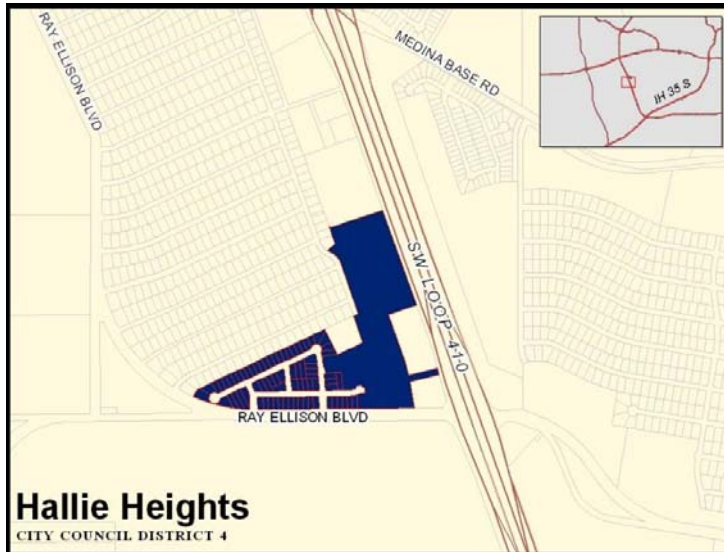 RAY ELLISON BLVD
MEDINA BASE RD
IH 35 S
S.W. LOOP 410
RAY ELLISON BLVD
Hallie Heights
CITY COUNCIL DISTRICT 4